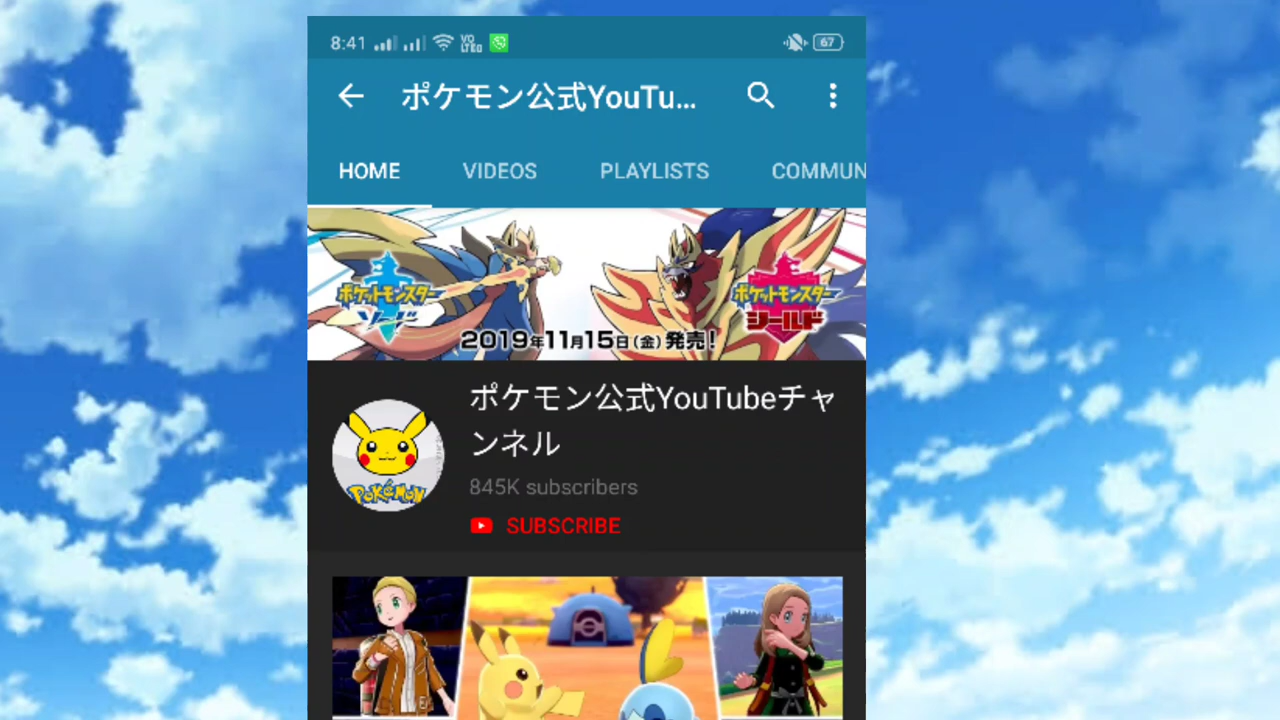 8:41
VO
LTE
67
ポケモン公式YouTu...
HOME
VIDEOS
PLAYLISTS
COMMUN
ポケットモンスター
ソード
ポケットモンスター
シールド
2019年11月15日(金)発売!
ポケモン公式YouTubeチャ
ンネル
845K subscribers
SUBSCRIBE
POKÉMON